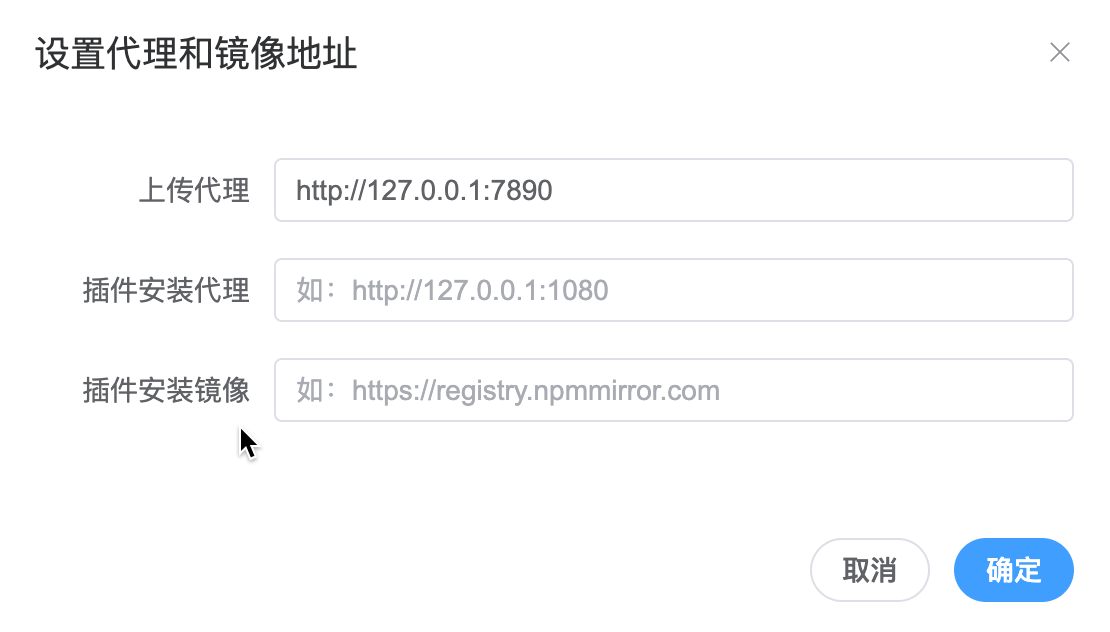 设置代理和镜像地址
上传代理 http://127.0.0.1:7890
插件安装代理 如：http://127.0.0.1:1080
插件安装镜像 如：https://registry.npmmirror.com
取消 确定